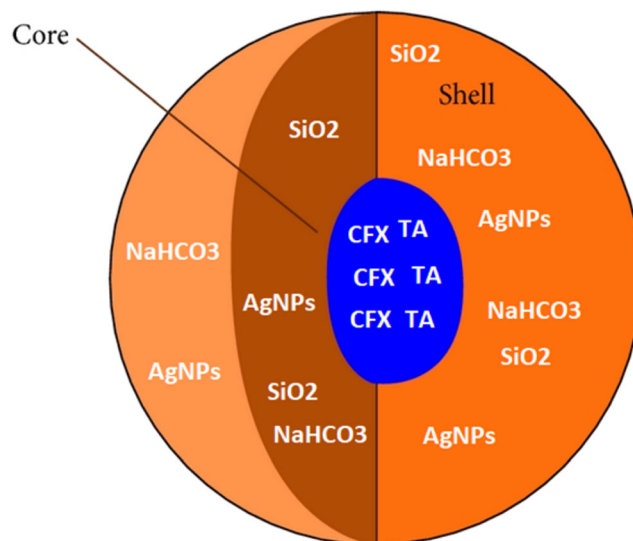 Core
SiO2
Shell
SiO2
NaHCO3
AgNPs
CFX TA
NaHCO3
CFX TA
AgNPs
NaHCO3
CFX TA
SiO2
AgNPs
SiO2
NaHCO3
AgNPs